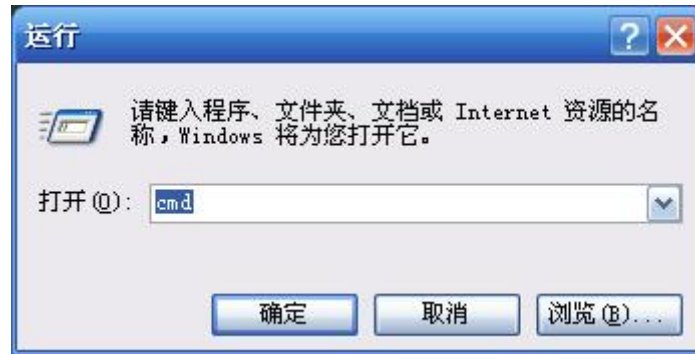 运行
请键入程序、文件夹、文档或 Internet 资源的名
称，Windows 将为您打开它。
打开(O): cmd
确定 取消 浏览(B)...